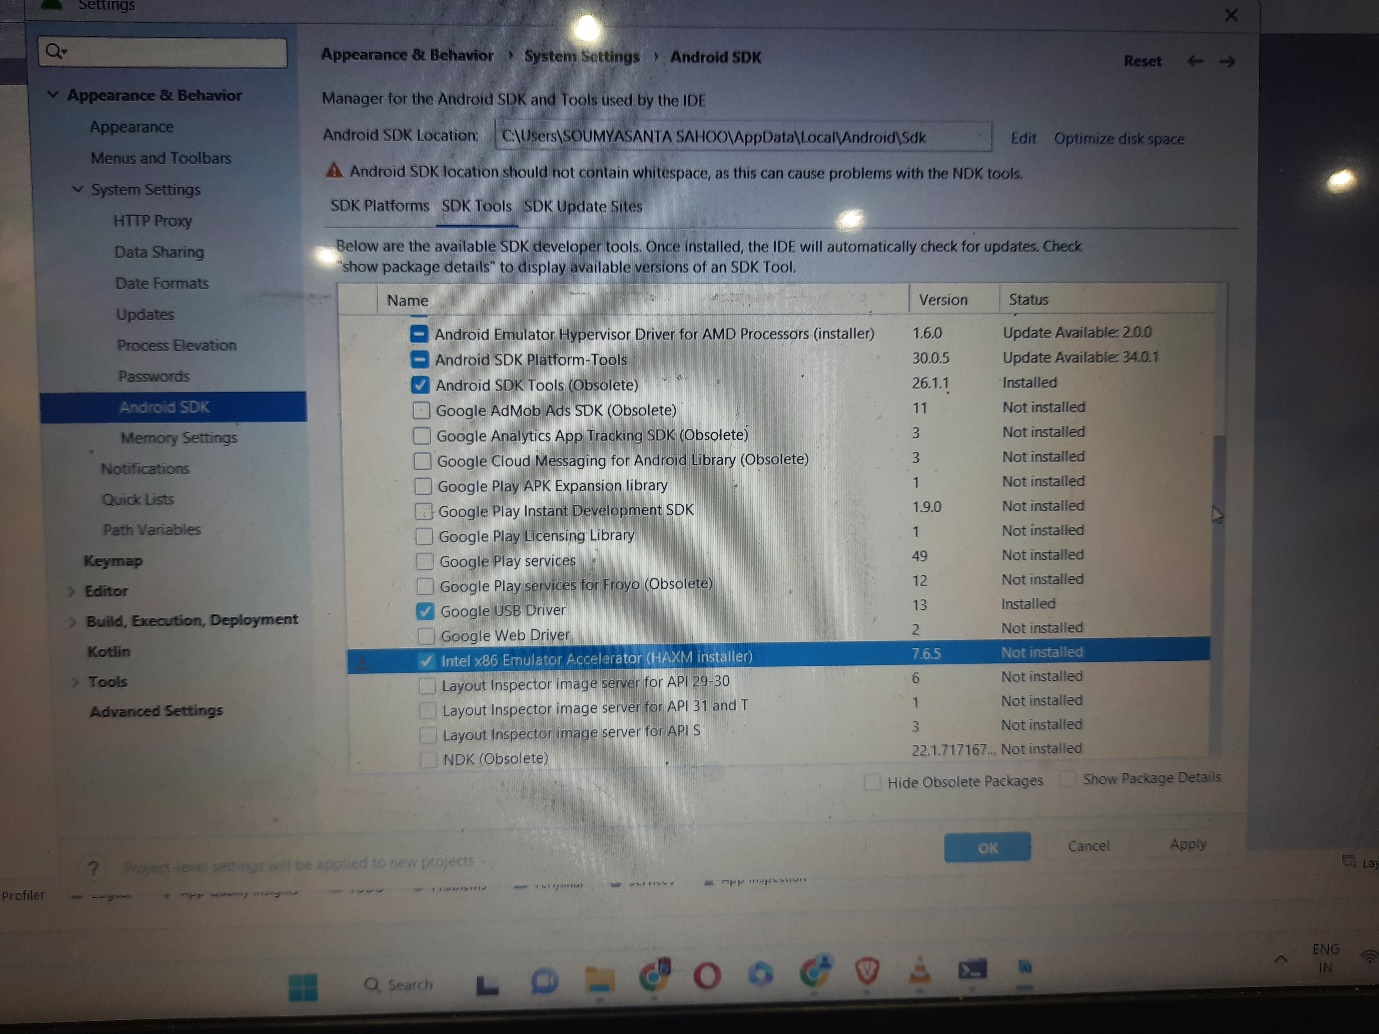 Settings
Appearance & Behavior › System Settings › Android SDK
Reset
Appearance & Behavior
Appearance
Menus and Toolbars
System Settings
HTTP Proxy
Data Sharing
Date Formats
Updates
Process Elevation
Passwords
Android SDK
Memory Settings
Notifications
Quick Lists
Path Variables
Keymap
Editor
Build, Execution, Deployment
Kotlin
Tools
Advanced Settings
Manager for the Android SDK and Tools used by the IDE
Android SDK Location: C:\Users\SOUMYASANTA SAHOO\AppData\Local\Android\Sdk Edit Optimize disk space
Android SDK location should not contain whitespace, as this can cause problems with the NDK tools.
SDK Platforms SDK Tools SDK Update Sites
Below are the available SDK developer tools. Once installed, the IDE will automatically check for updates. Check
"show package details" to display available versions of an SDK Tool.
Name Version Status
Android Emulator Hypervisor Driver for AMD Processors (installer) 1.6.0 Update Available: 2.0.0
Android SDK Platform-Tools 30.0.5 Update Available: 34.0.1
Android SDK Tools (Obsolete) 26.1.1 Installed
Google AdMob Ads SDK (Obsolete) 11 Not installed
Google Analytics App Tracking SDK (Obsolete) 3 Not installed
Google Cloud Messaging for Android Library (Obsolete) 3 Not installed
Google Play APK Expansion library 1 Not installed
Google Play Instant Development SDK 1.9.0 Not installed
Google Play Licensing Library 1 Not installed
Google Play services 49 Not installed
Google Play services for Froyo (Obsolete) 12 Not installed
Google USB Driver 13 Installed
Google Web Driver 2 Not installed
Intel x86 Emulator Accelerator (HAXM installer) 7.6.5 Not installed
Layout Inspector image server for API 29-30 6 Not installed
Layout Inspector image server for API 31 and T 1 Not installed
Layout Inspector image server for API S 3 Not installed
NDK (Obsolete) 22.1.717167... Not installed
Hide Obsolete Packages Show Package Details
? Project-level settings will be applied to new projects
OK Cancel Apply
Profiler
Lay
Search
ENG
IN